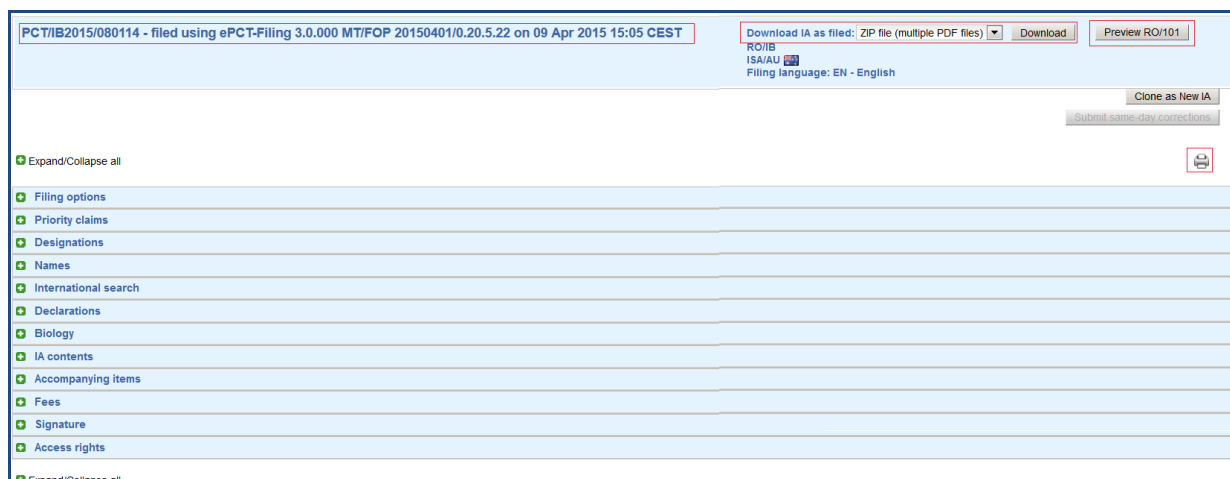 PCT/IB2015/080114 - filed using ePCT-Filing 3.0.000 MT/FOP 20150401/0.20.5.22 on 09 Apr 2015 15:05 CEST
Download IA as filed: ZIP file (multiple PDF files) Download Preview RO/101
RO/IB
ISA/AU
Filing language: EN - English
Clone as New IA
Submit same-day corrections
Expand/Collapse all
Filing options
Priority claims
Designations
Names
International search
Declarations
Biology
IA contents
Accompanying items
Fees
Signature
Access rights
Expand/Collapse all